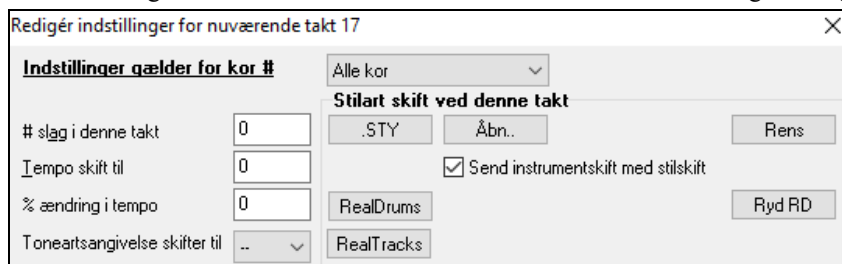 Redigér indstillinger for nuværende takt 17
Indstillinger gælder for kor # Alle kor
Stilart skift ved denne takt
# slag i denne takt 0 .STY Åbn.. Rens
Tempo skift til 0 Send instrumentskift med stilskift
% ændring i tempo 0 RealDrums Ryd RD
Toneartsangivelse skifter til -- RealTracks